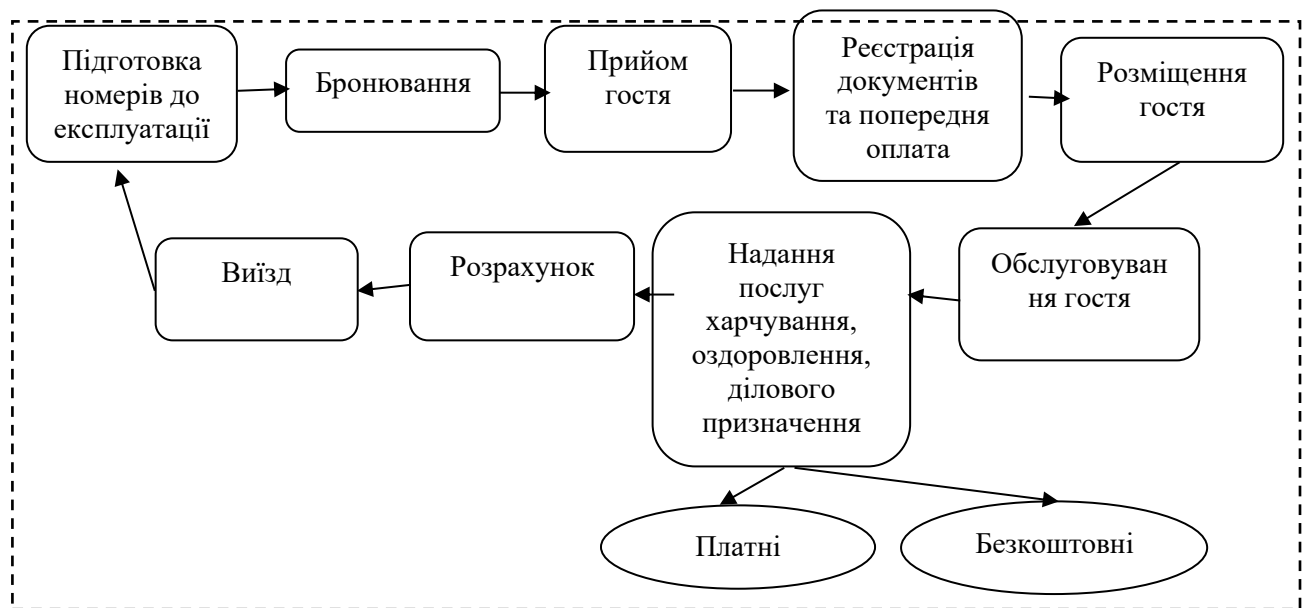 Підготовка
номерів до
експлуатації
Бронювання
Прийом
гостя
Реєстрація
документів
та попередня
оплата
Розміщення
гостя
Виїзд
Розрахунок
Надання
послуг
харчування,
оздоровлення,
ділового
призначення
Обслуговуван
ня гостя
Платні
Безкоштовні